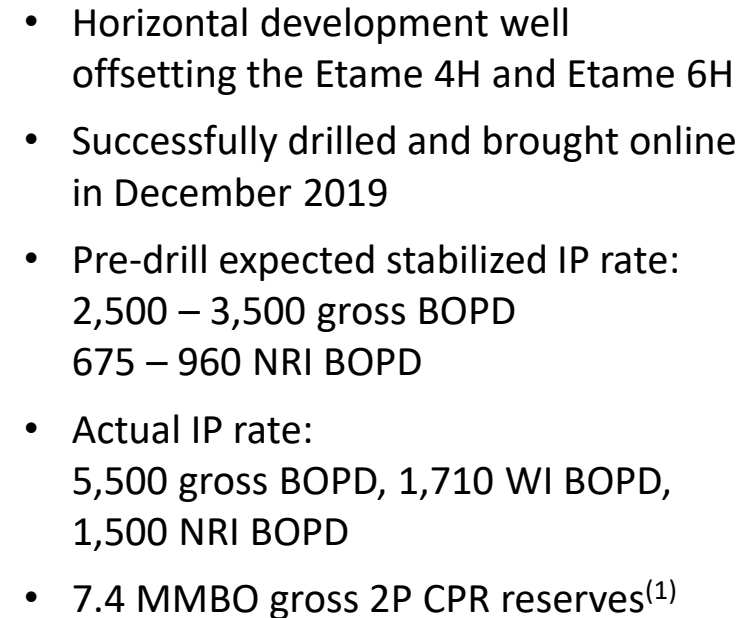 • Horizontal development well
offsetting the Etame 4H and Etame 6H
• Successfully drilled and brought online
in December 2019
• Pre-drill expected stabilized IP rate:
2,500 – 3,500 gross BOPD
675 – 960 NRI BOPD
• Actual IP rate:
5,500 gross BOPD, 1,710 WI BOPD,
1,500 NRI BOPD
• 7.4 MMBO gross 2P CPR reserves(1)